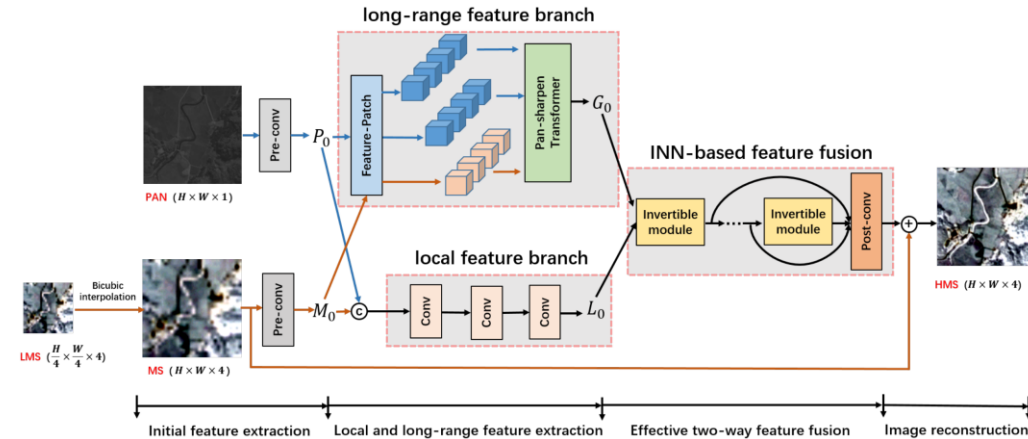 long-range feature branch
Feature-Patch
Pan-sharpen
Transformer
G₀
Pre-conv
P₀
PAN (H × W × 1)
INN-based feature fusion
Invertible
module
......
Invertible
module
Post-conv
+
HMS (H × W × 4)
local feature branch
Bicubic
interpolation
Pre-conv
M₀
C
Conv
Conv
Conv
L₀
LMS (H/4 × W/4 × 4)
MS (H × W × 4)
Initial feature extraction
Local and long-range feature extraction
Effective two-way feature fusion
Image reconstruction